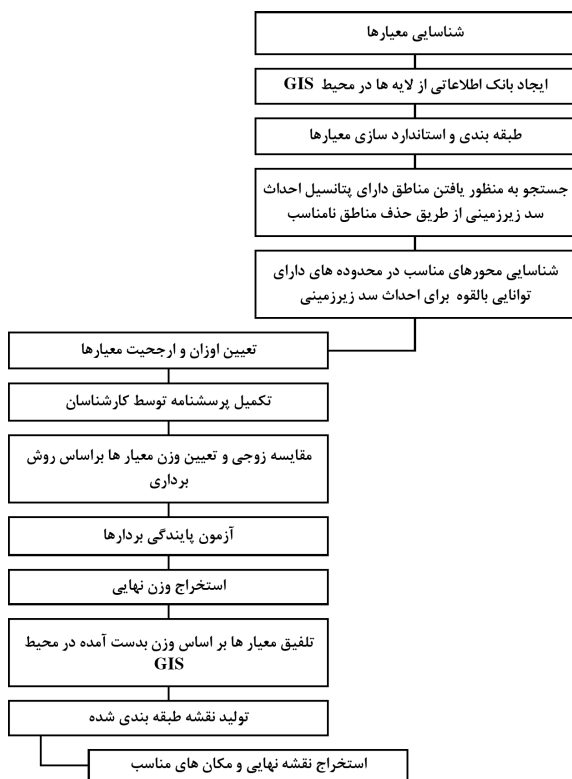 شناسایی معیارها
ایجاد بانک اطلاعاتی از لایه ها در محیط GIS
طبقه بندی و استاندارد سازی معیارها
جستجو به منظور یافتن مناطق دارای پتانسیل احداث
سد زیرزمینی از طریق حذف مناطق نامناسب
شناسایی محورهای مناسب در محدوده های دارای
توانایی بالقوه برای احداث سد زیرزمینی
تعیین اوزان و ارجحیت معیارها
تکمیل پرسشنامه توسط کارشناسان
مقایسه زوجی و تعیین وزن معیار ها براساس روش
برداری
آزمون پایندگی بردارها
استخراج وزن نهایی
تلفیق معیار ها بر اساس وزن بدست آمده در محیط
GIS
تولید نقشه طبقه بندی شده
استخراج نقشه نهایی و مکان های مناسب